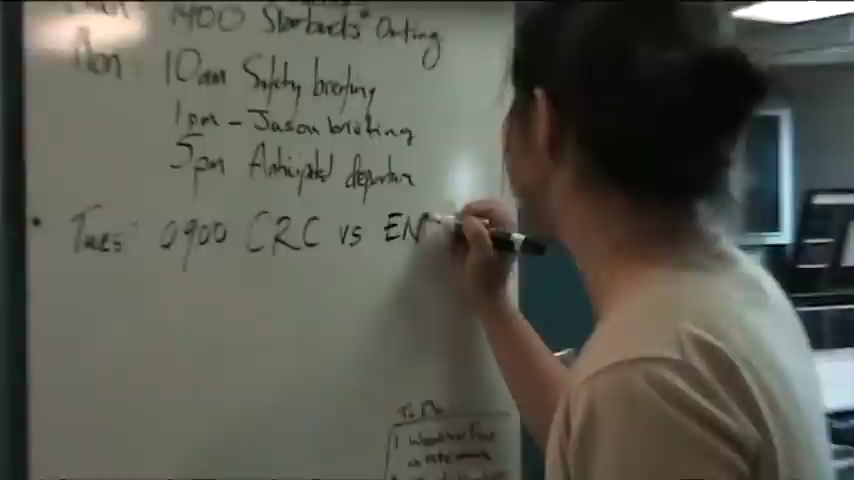 1400 Starbucks Outing
Mon 10am Safety briefing
1pm - Jason briefing
5pm Anticipated departure
Tues: 0900 CRC vs EN
To Do
1